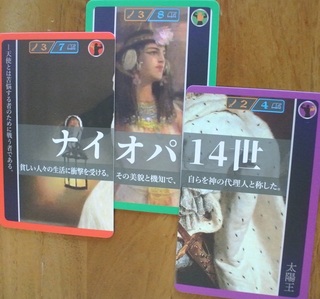 3/7
3/8
2/4
ナイ
オパ
14世
貧しい人々の生活に衝撃を受ける。
その美貌と機知で、
自らを神の代理人と称した。
―天使とは苦悩する者のために戦う者である。
太陽王